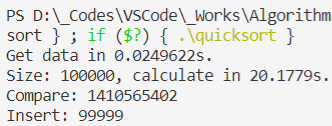 PS D:\_Codes\VSCode\_Works\Algorithm
sort } ; if ($?) { .\quicksort }
Get data in 0.0249622s.
Size: 100000, calculate in 20.1779s.
Compare: 1410565402
Insert: 99999